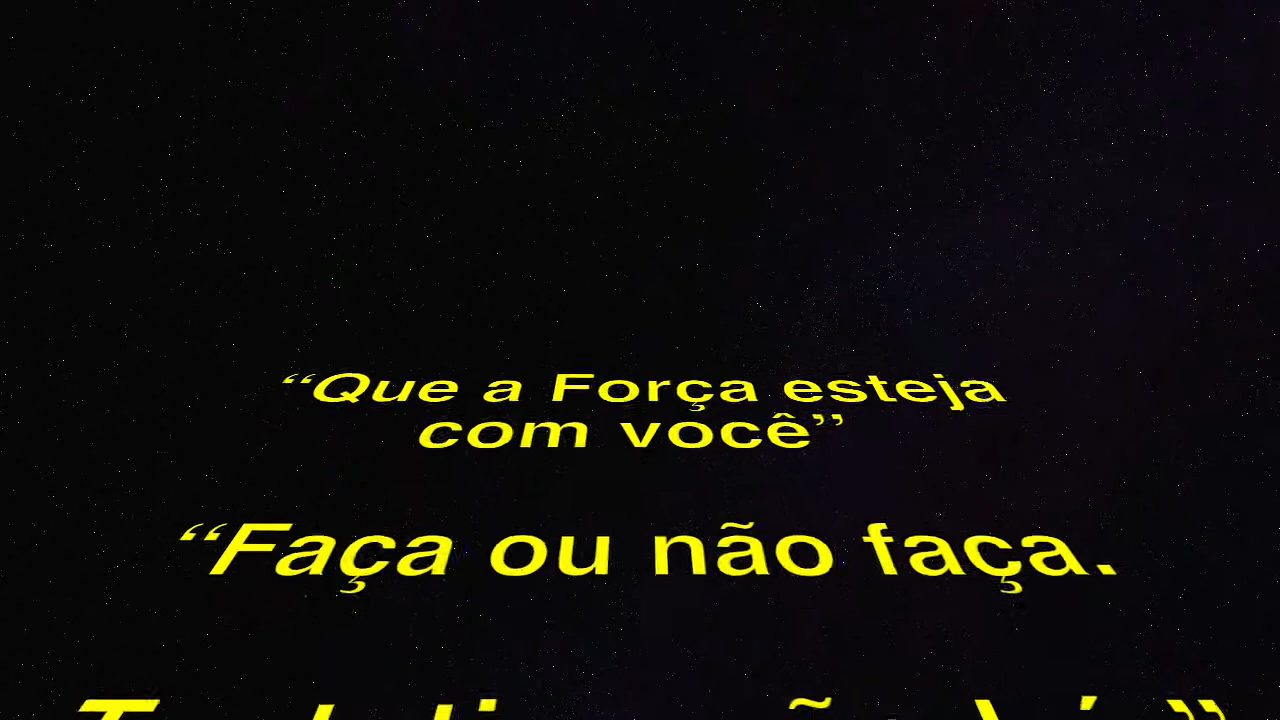 “Que a Força esteja
com você”
“Faça ou não faça.